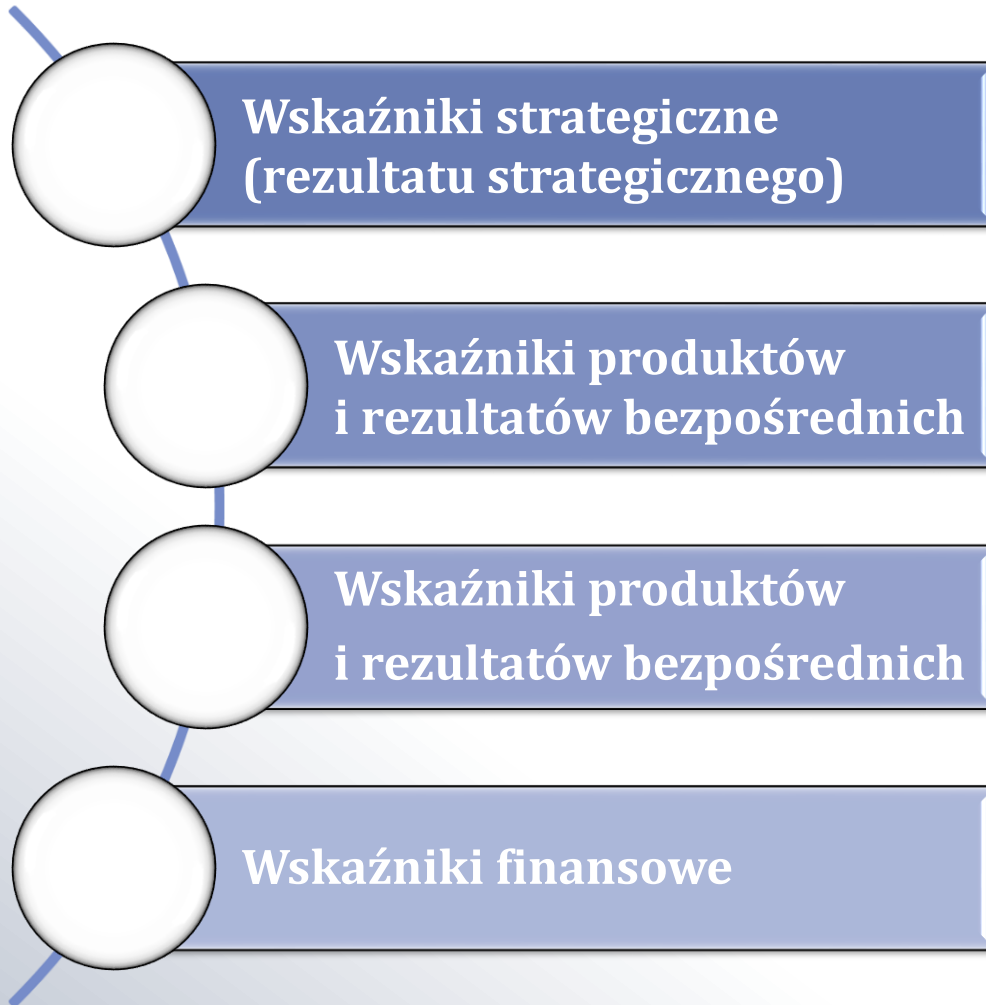 Wskaźniki strategiczne
(rezultatu strategicznego)
Wskaźniki produktów
i rezultatów bezpośrednich
Wskaźniki produktów
i rezultatów bezpośrednich
Wskaźniki finansowe